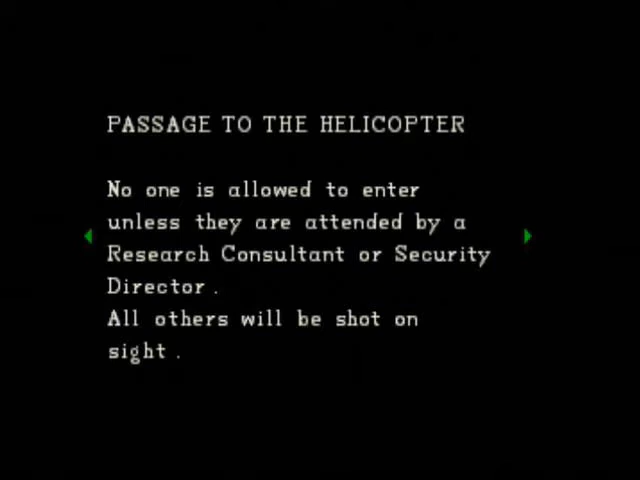 PASSAGE TO THE HELICOPTER
No one is allowed to enter
unless they are attended by a
Research Consultant or Security
Director.
All others will be shot on
sight.